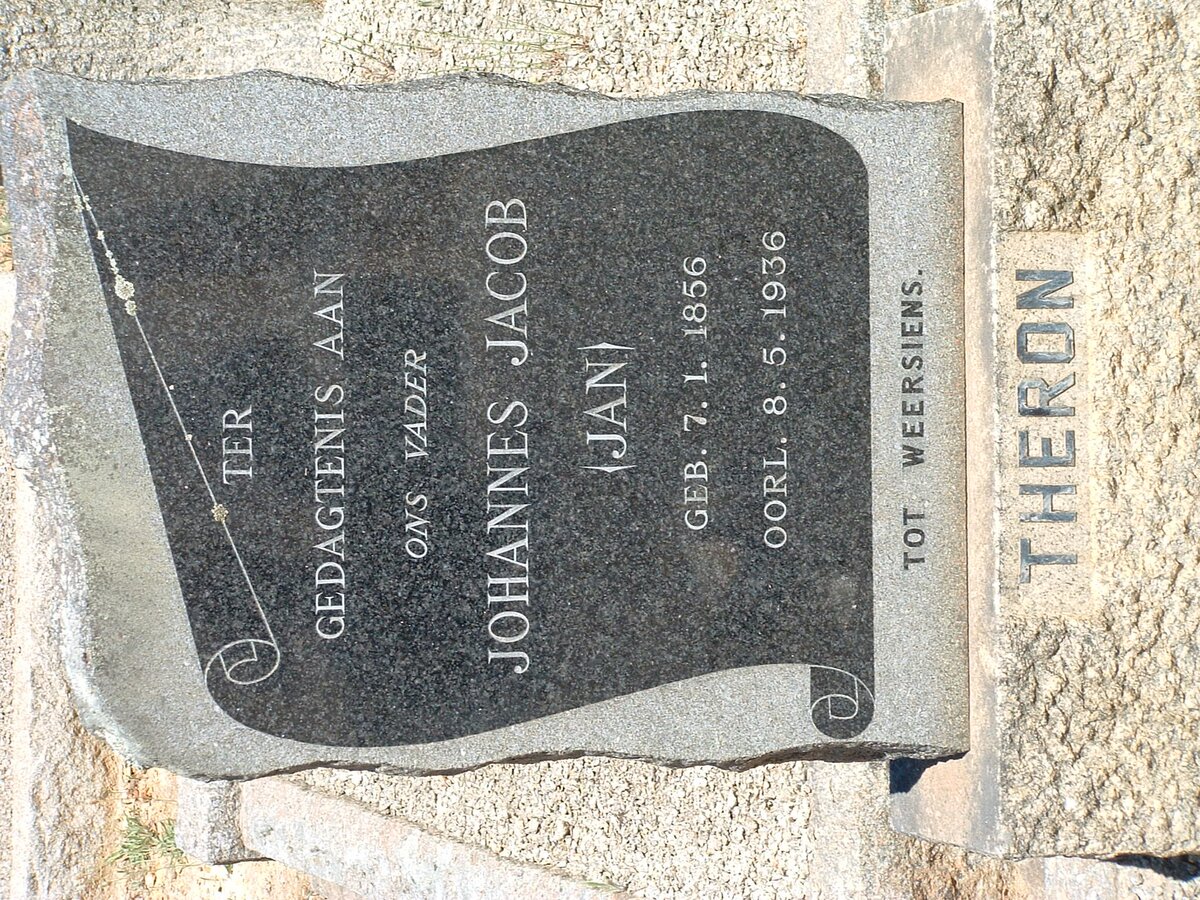 TER
GEDAGTENIS AAN
ONS VADER
JOHANNES JACOB
(JAN)
GEB. 7. 1. 1856
OORL. 8. 5. 1936
TOT WEERSIENS.
THERON